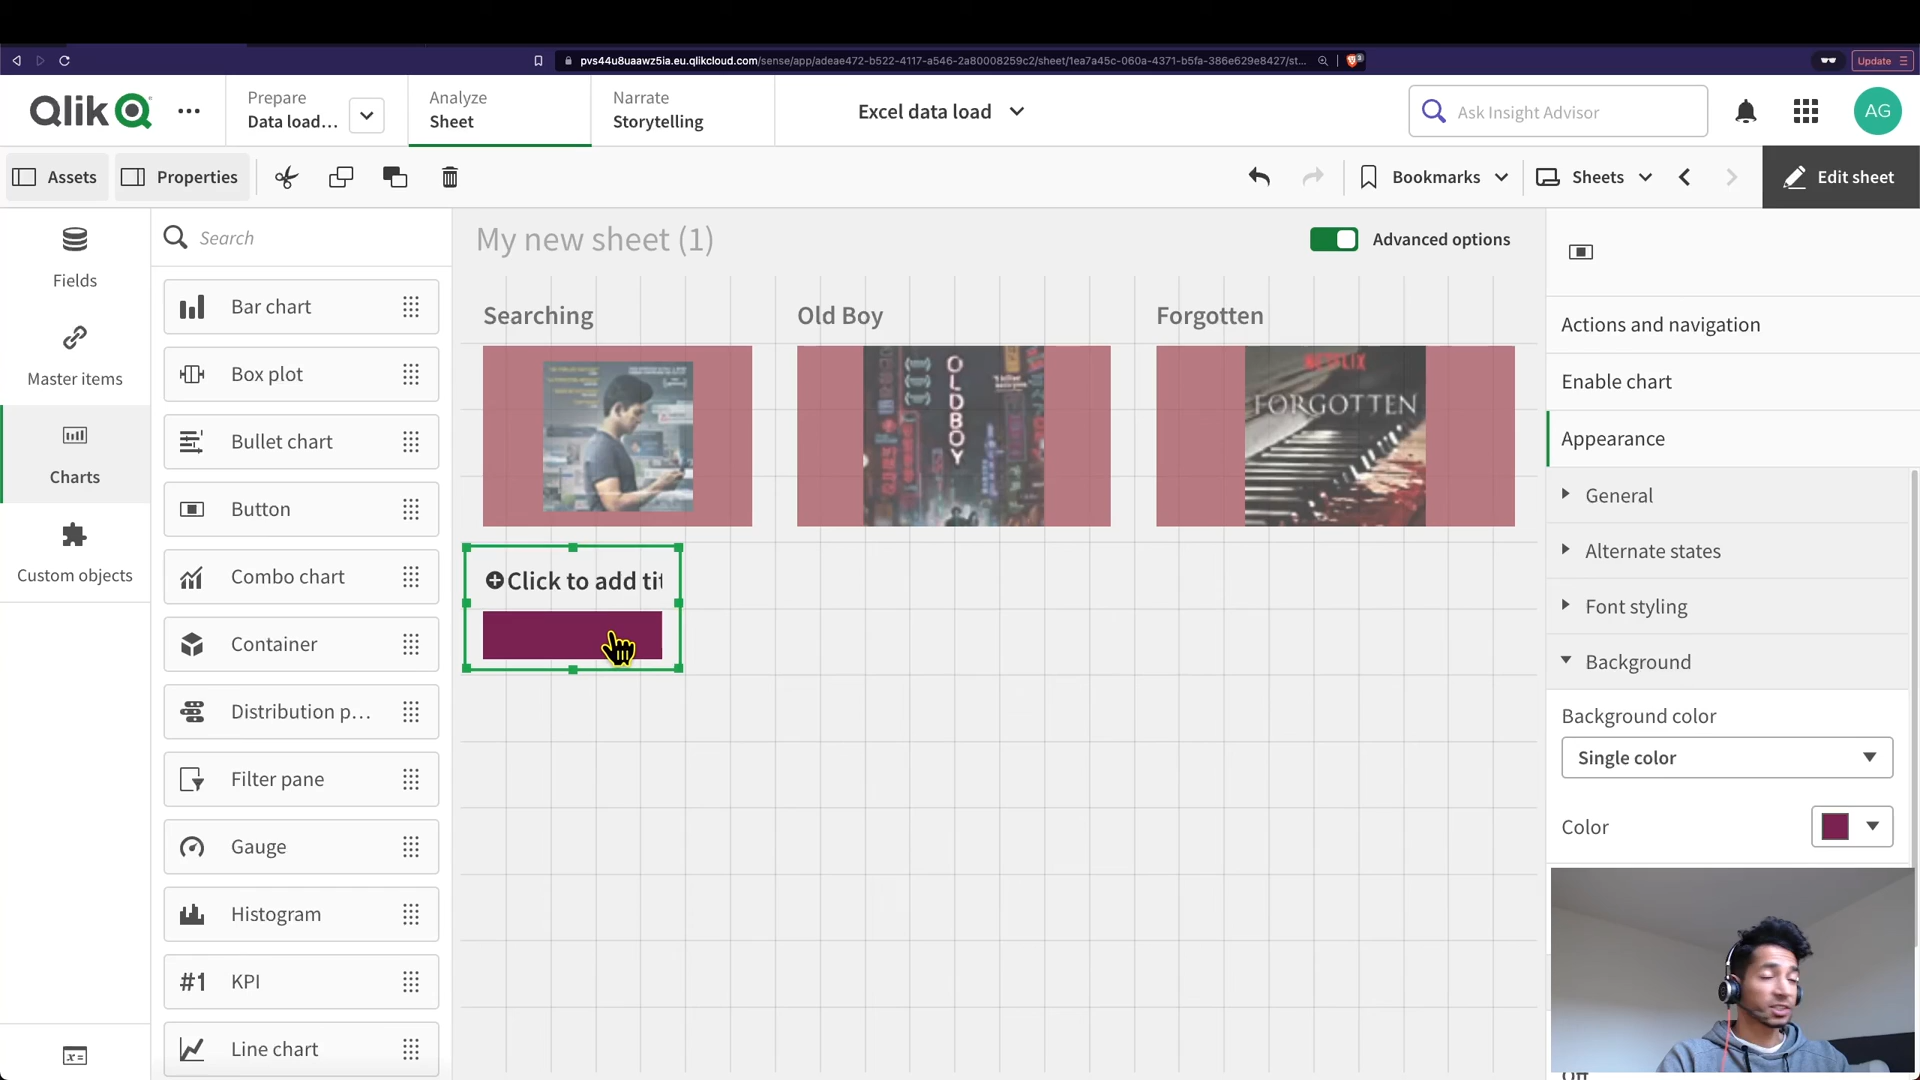 pvs44u8uaawz5ia.eu.qlikcloud.com/sense/app/adeae472-b522-4117-a546-2a80008259c2/sheet/1ea7a45c-060a-4371-b5fa-386e629e8427/st...
Update
Qlik
Prepare
Data load...
Analyze
Sheet
Narrate
Storytelling
Excel data load
Ask Insight Advisor
AG
Assets
Properties
Bookmarks
Sheets
Edit sheet
Fields
Master items
Charts
Custom objects
Search
Bar chart
Box plot
Bullet chart
Button
Combo chart
Container
Distribution p...
Filter pane
Gauge
Histogram
#1 KPI
Line chart
My new sheet (1)
Advanced options
Searching
Old Boy
Forgotten
OLDBOY
NETFLIX
FORGOTTEN
Click to add tit
Actions and navigation
Enable chart
Appearance
General
Alternate states
Font styling
Background
Background color
Single color
Color
Off